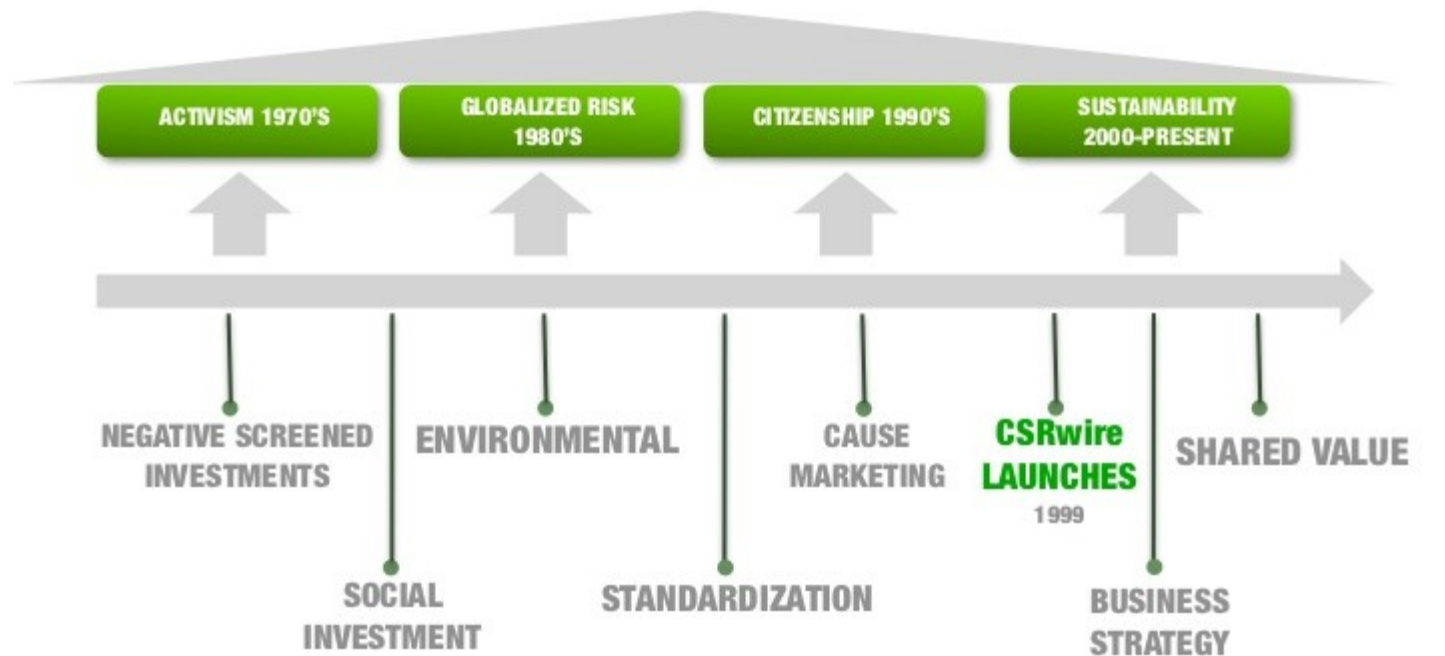 ACTIVISM 1970'S
GLOBALIZED RISK
1980'S
CITIZENSHIP 1990'S
SUSTAINABILITY
2000-PRESENT
NEGATIVE SCREENED
INVESTMENTS
SOCIAL
INVESTMENT
ENVIRONMENTAL
STANDARDIZATION
CAUSE
MARKETING
CSRwire
LAUNCHES
1999
BUSINESS
STRATEGY
SHARED VALUE